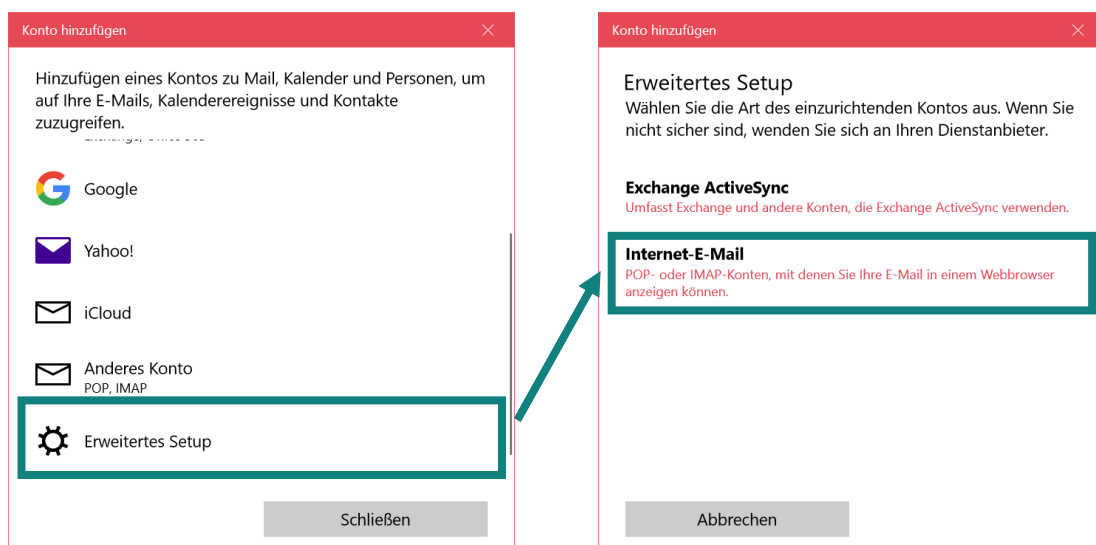 Konto hinzufügen
Hinzufügen eines Kontos zu Mail, Kalender und Personen, um
auf Ihre E-Mails, Kalenderereignisse und Kontakte
zuzugreifen.
Google
Yahoo!
iCloud
Anderes Konto
POP, IMAP
Erweitertes Setup
Schließen
Konto hinzufügen
Erweitertes Setup
Wählen Sie die Art des einzurichtenden Kontos aus. Wenn Sie
nicht sicher sind, wenden Sie sich an Ihren Dienstanbieter.
Exchange ActiveSync
Umfasst Exchange und andere Konten, die Exchange ActiveSync verwenden.
Internet-E-Mail
POP- oder IMAP-Konten, mit denen Sie Ihre E-Mail in einem Webbrowser
anzeigen können.
Abbrechen